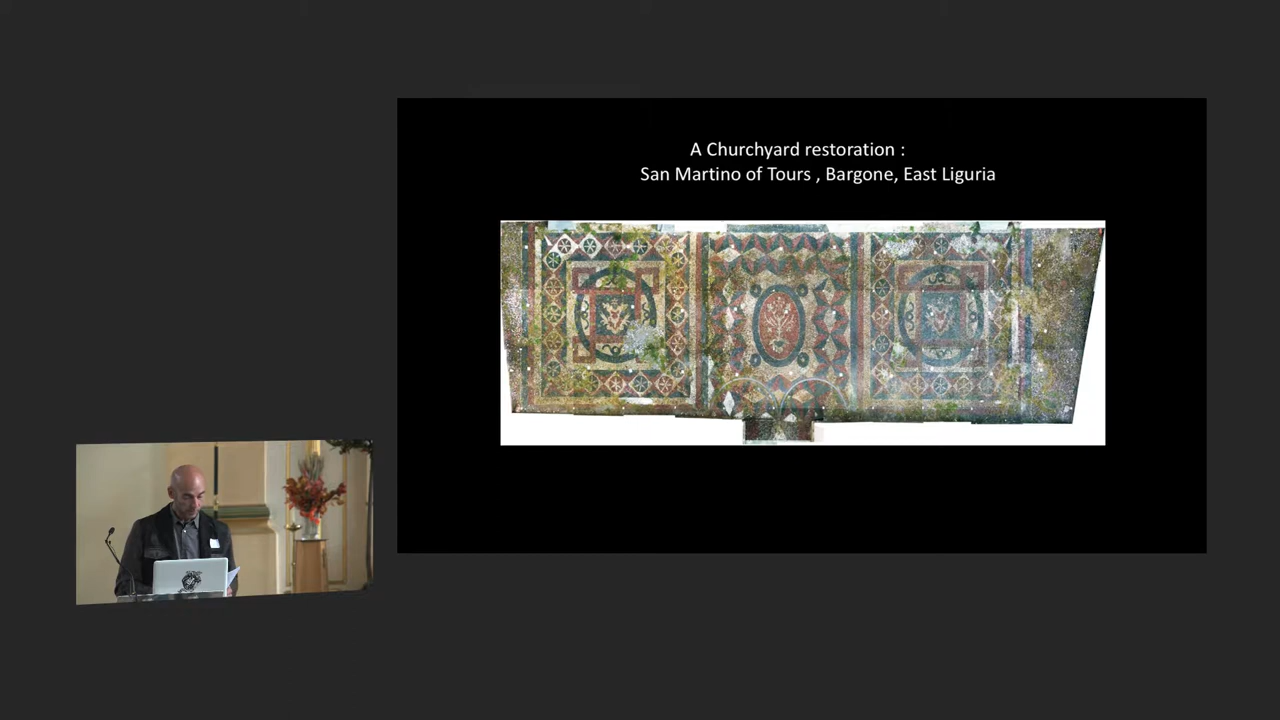 A Churchyard restoration :
San Martino of Tours , Bargone, East Liguria